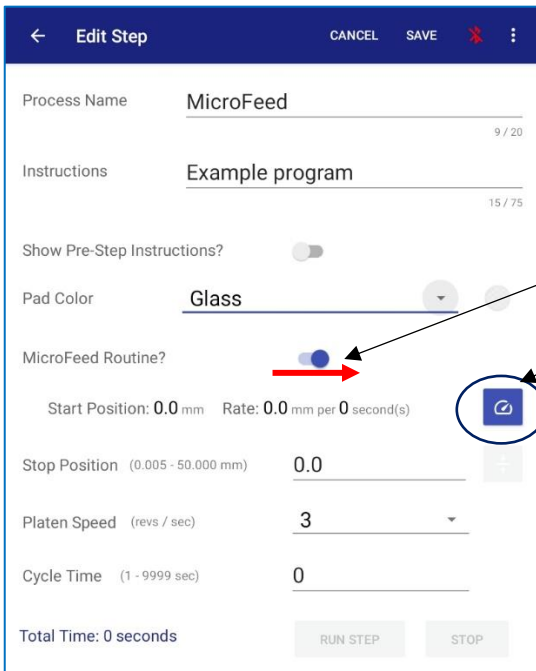 Edit Step CANCEL SAVE
Process Name MicroFeed
9 / 20
Instructions Example program
15 / 75
Show Pre-Step Instructions?
Pad Color Glass
MicroFeed Routine?
Start Position: 0.0 mm Rate: 0.0 mm per 0 second(s)
Stop Position (0.005 - 50.000 mm) 0.0
Platen Speed (revs / sec) 3
Cycle Time (1 - 9999 sec) 0
Total Time: 0 seconds RUN STEP STOP